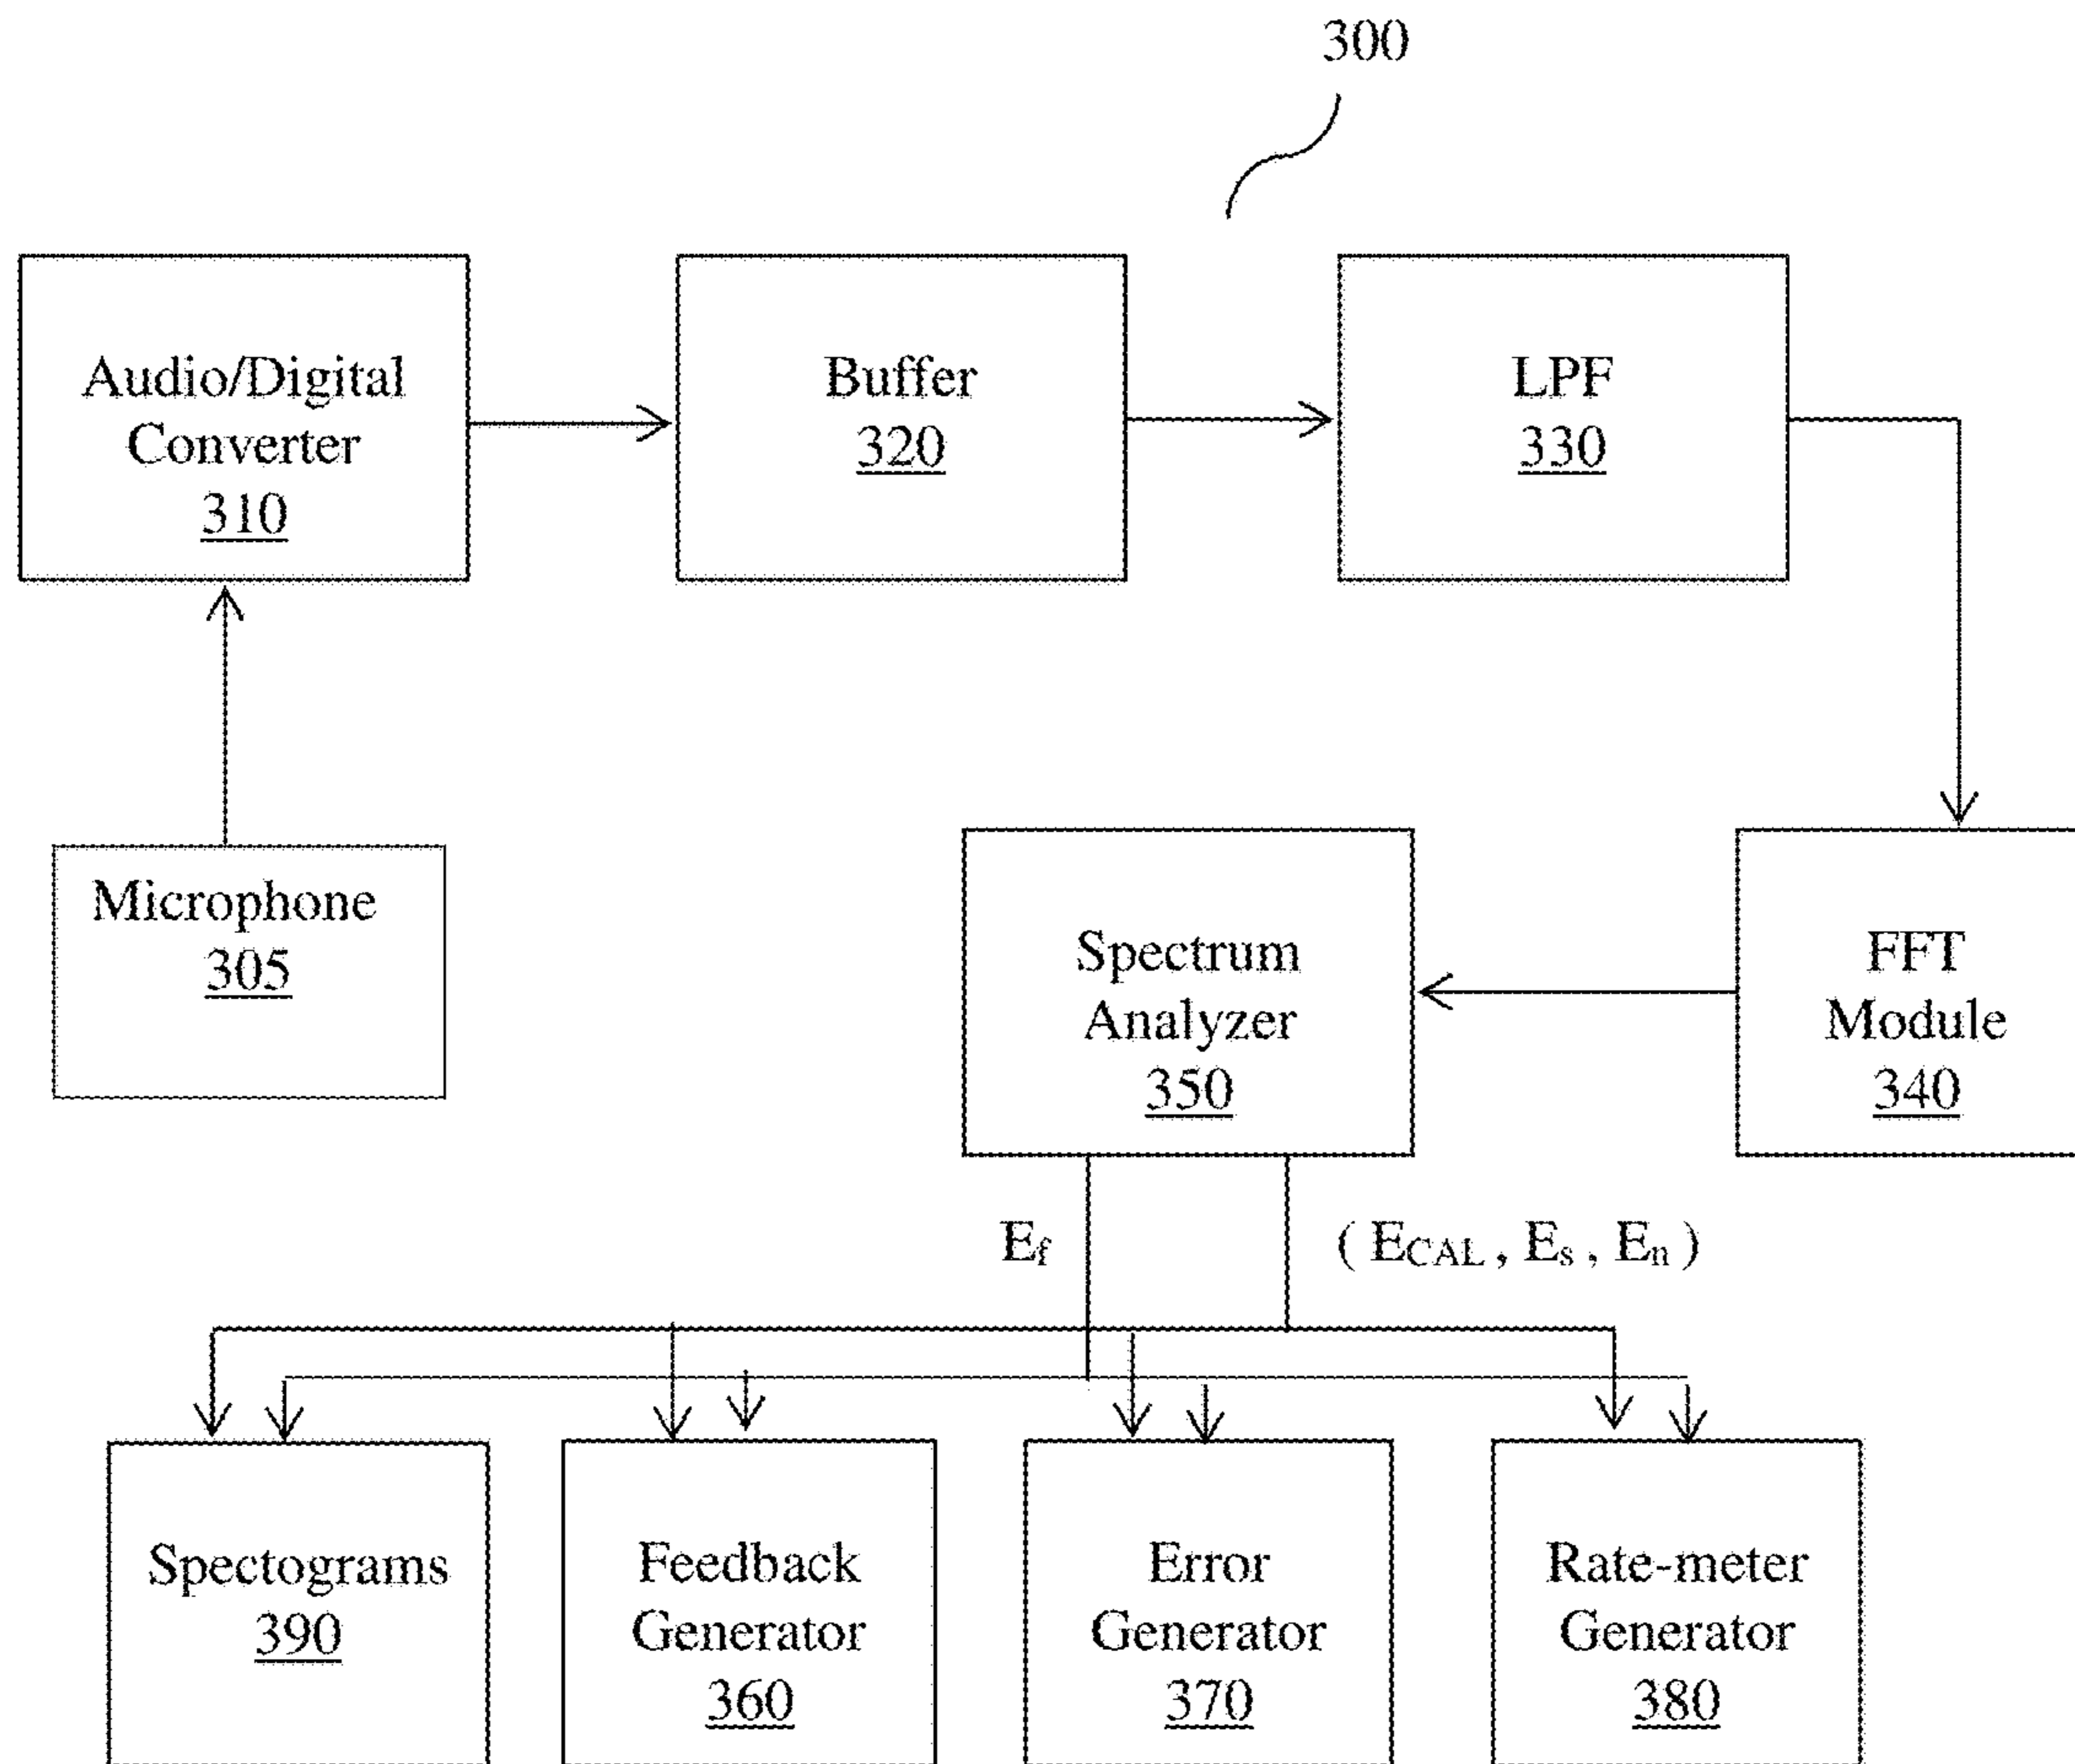 300
Audio/Digital
Converter
310
Buffer
320
LPF
330
Microphone
305
Spectrum
Analyzer
350
FFT
Module
340
Ef
( ECAL , Es , En )
Spectograms
390
Feedback
Generator
360
Error
Generator
370
Rate-meter
Generator
380